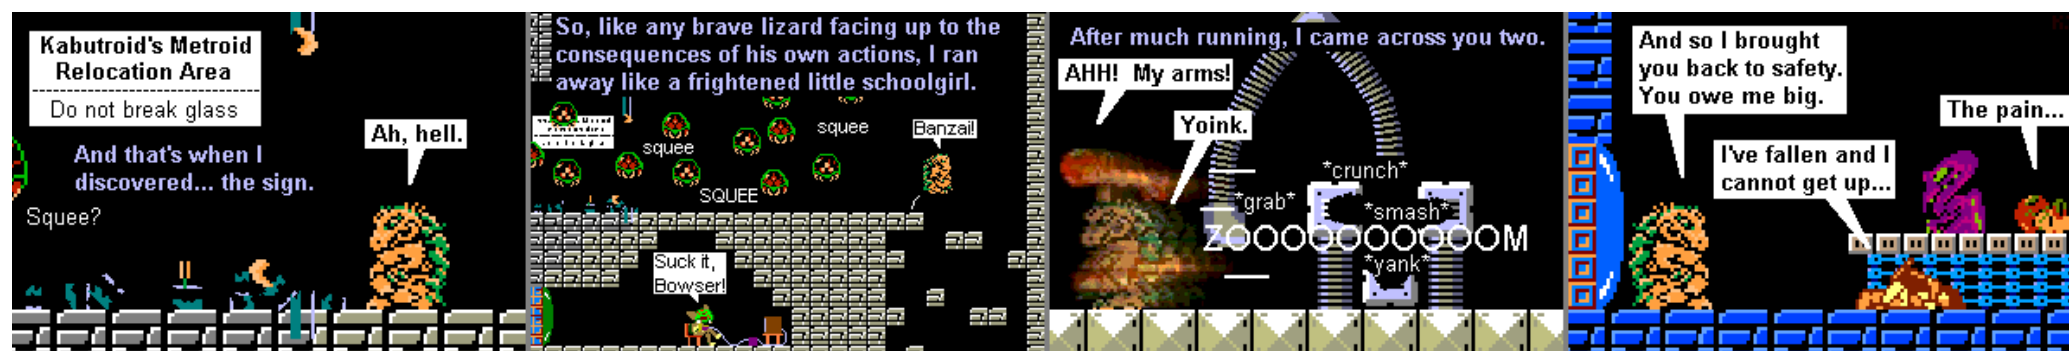 Kabutroid's Metroid
Relocation Area
Do not break glass
And that's when I
discovered... the sign.
Ah, hell.
Squee?
So, like any brave lizard facing up to the
consequences of his own actions, I ran
away like a frightened little schoolgirl.
squee
squee
Banzai!
SQUEE
Suck it,
Bowser!
After much running, I came across you two.
AHH! My arms!
Yoink.
*crunch*
*grab*
*smash*
ZOOOOOOOOOOOM
*yank*
And so I brought
you back to safety.
You owe me big.
The pain...
I've fallen and I
cannot get up...